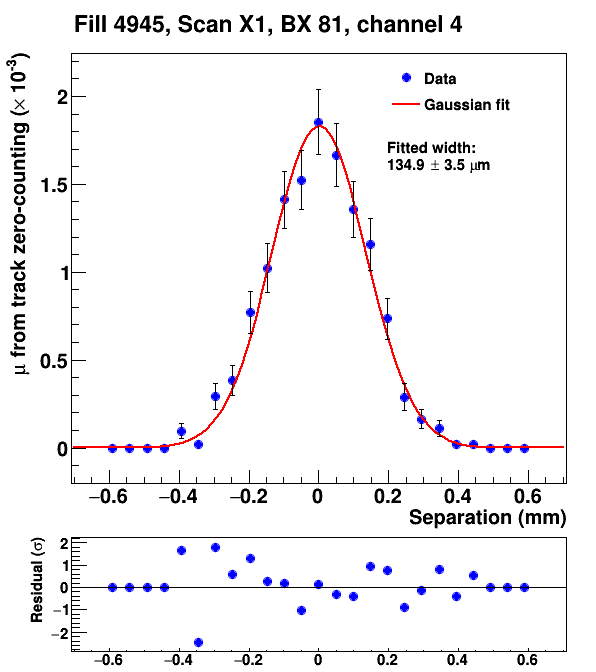 Fill 4945, Scan X1, BX 81, channel 4
μ from track zero-counting (× 10⁻³)
Data
Gaussian fit
Fitted width:
134.9 ± 3.5 μm
2
1.5
1
0.5
0
−0.6 −0.4 −0.2 0 0.2 0.4 0.6
Separation (mm)
Residual (σ)
2
1
0
−1
−2
−0.6 −0.4 −0.2 0 0.2 0.4 0.6